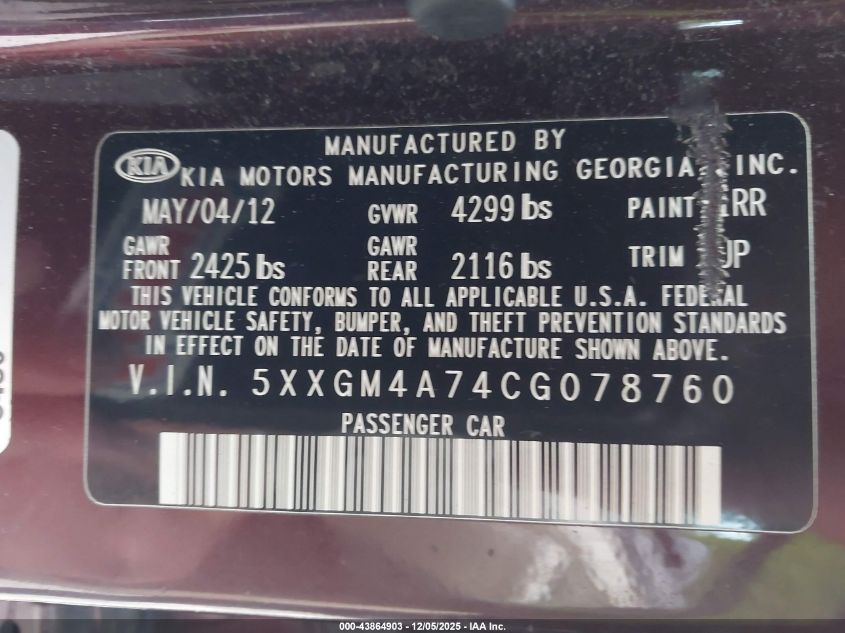 MANUFACTURED BY
KIA KIA MOTORS MANUFACTURING GEORGIA, INC.
MAY/04/12 GVWR 4299 lbs PAINT
GAWR FRONT 2425 lbs GAWR REAR 2116 lbs TRIM
THIS VEHICLE CONFORMS TO ALL APPLICABLE U.S.A. FEDERAL
MOTOR VEHICLE SAFETY, BUMPER, AND THEFT PREVENTION STANDARDS
IN EFFECT ON THE DATE OF MANUFACTURE SHOWN ABOVE.
V.I.N. 5XXGM4A74CG078760
PASSENGER CAR
000-43864903 - 12/05/2025 - IAA Inc.